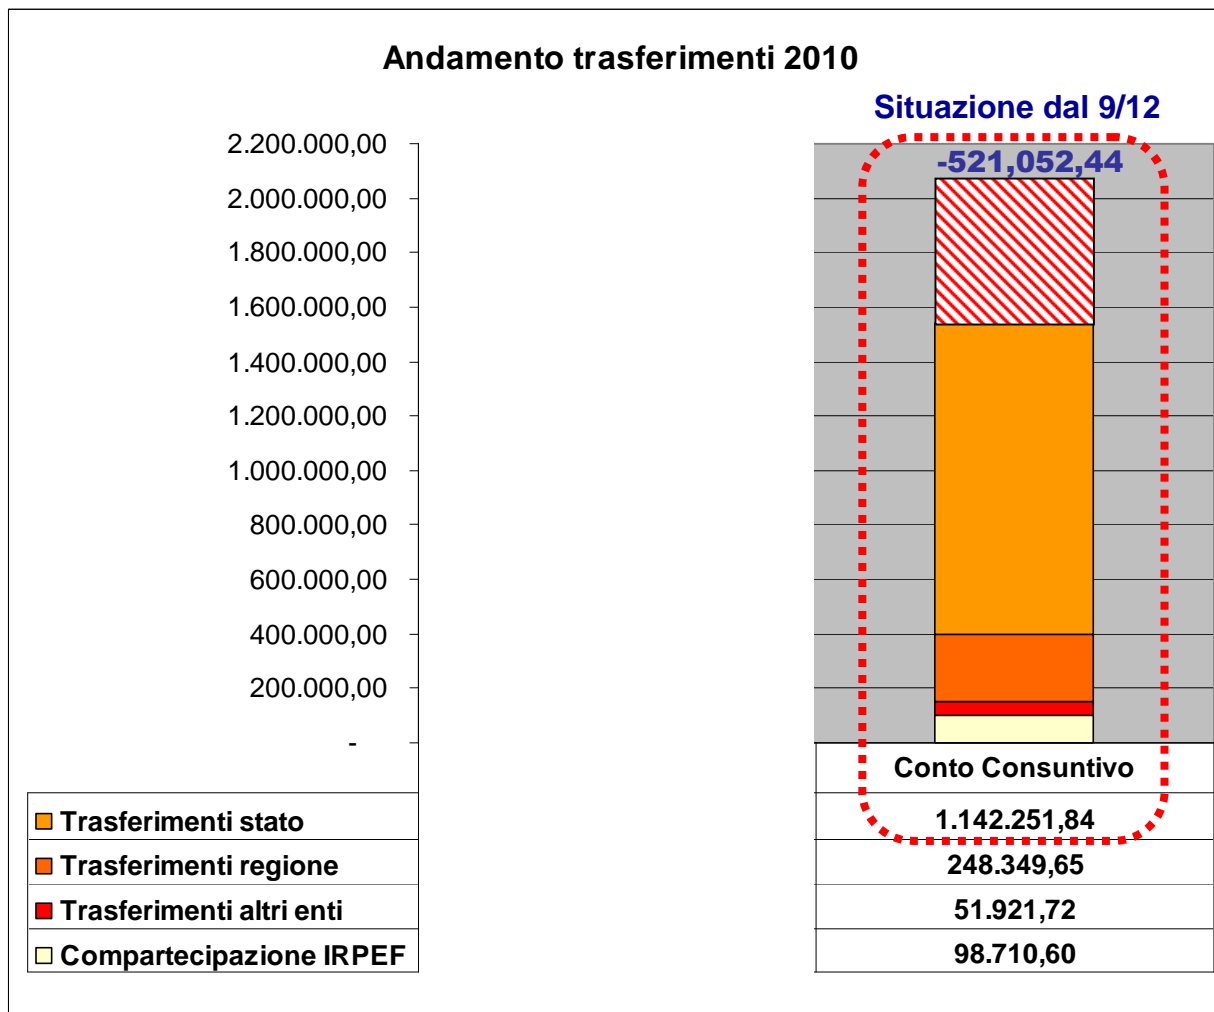 Andamento trasferimenti 2010
Situazione dal 9/12
-521,052,44
2.200.000,00
2.000.000,00
1.800.000,00
1.600.000,00
1.400.000,00
1.200.000,00
1.000.000,00
800.000,00
600.000,00
400.000,00
200.000,00
-
Conto Consuntivo
Trasferimenti stato 1.142.251,84
Trasferimenti regione 248.349,65
Trasferimenti altri enti 51.921,72
Compartecipazione IRPEF 98.710,60